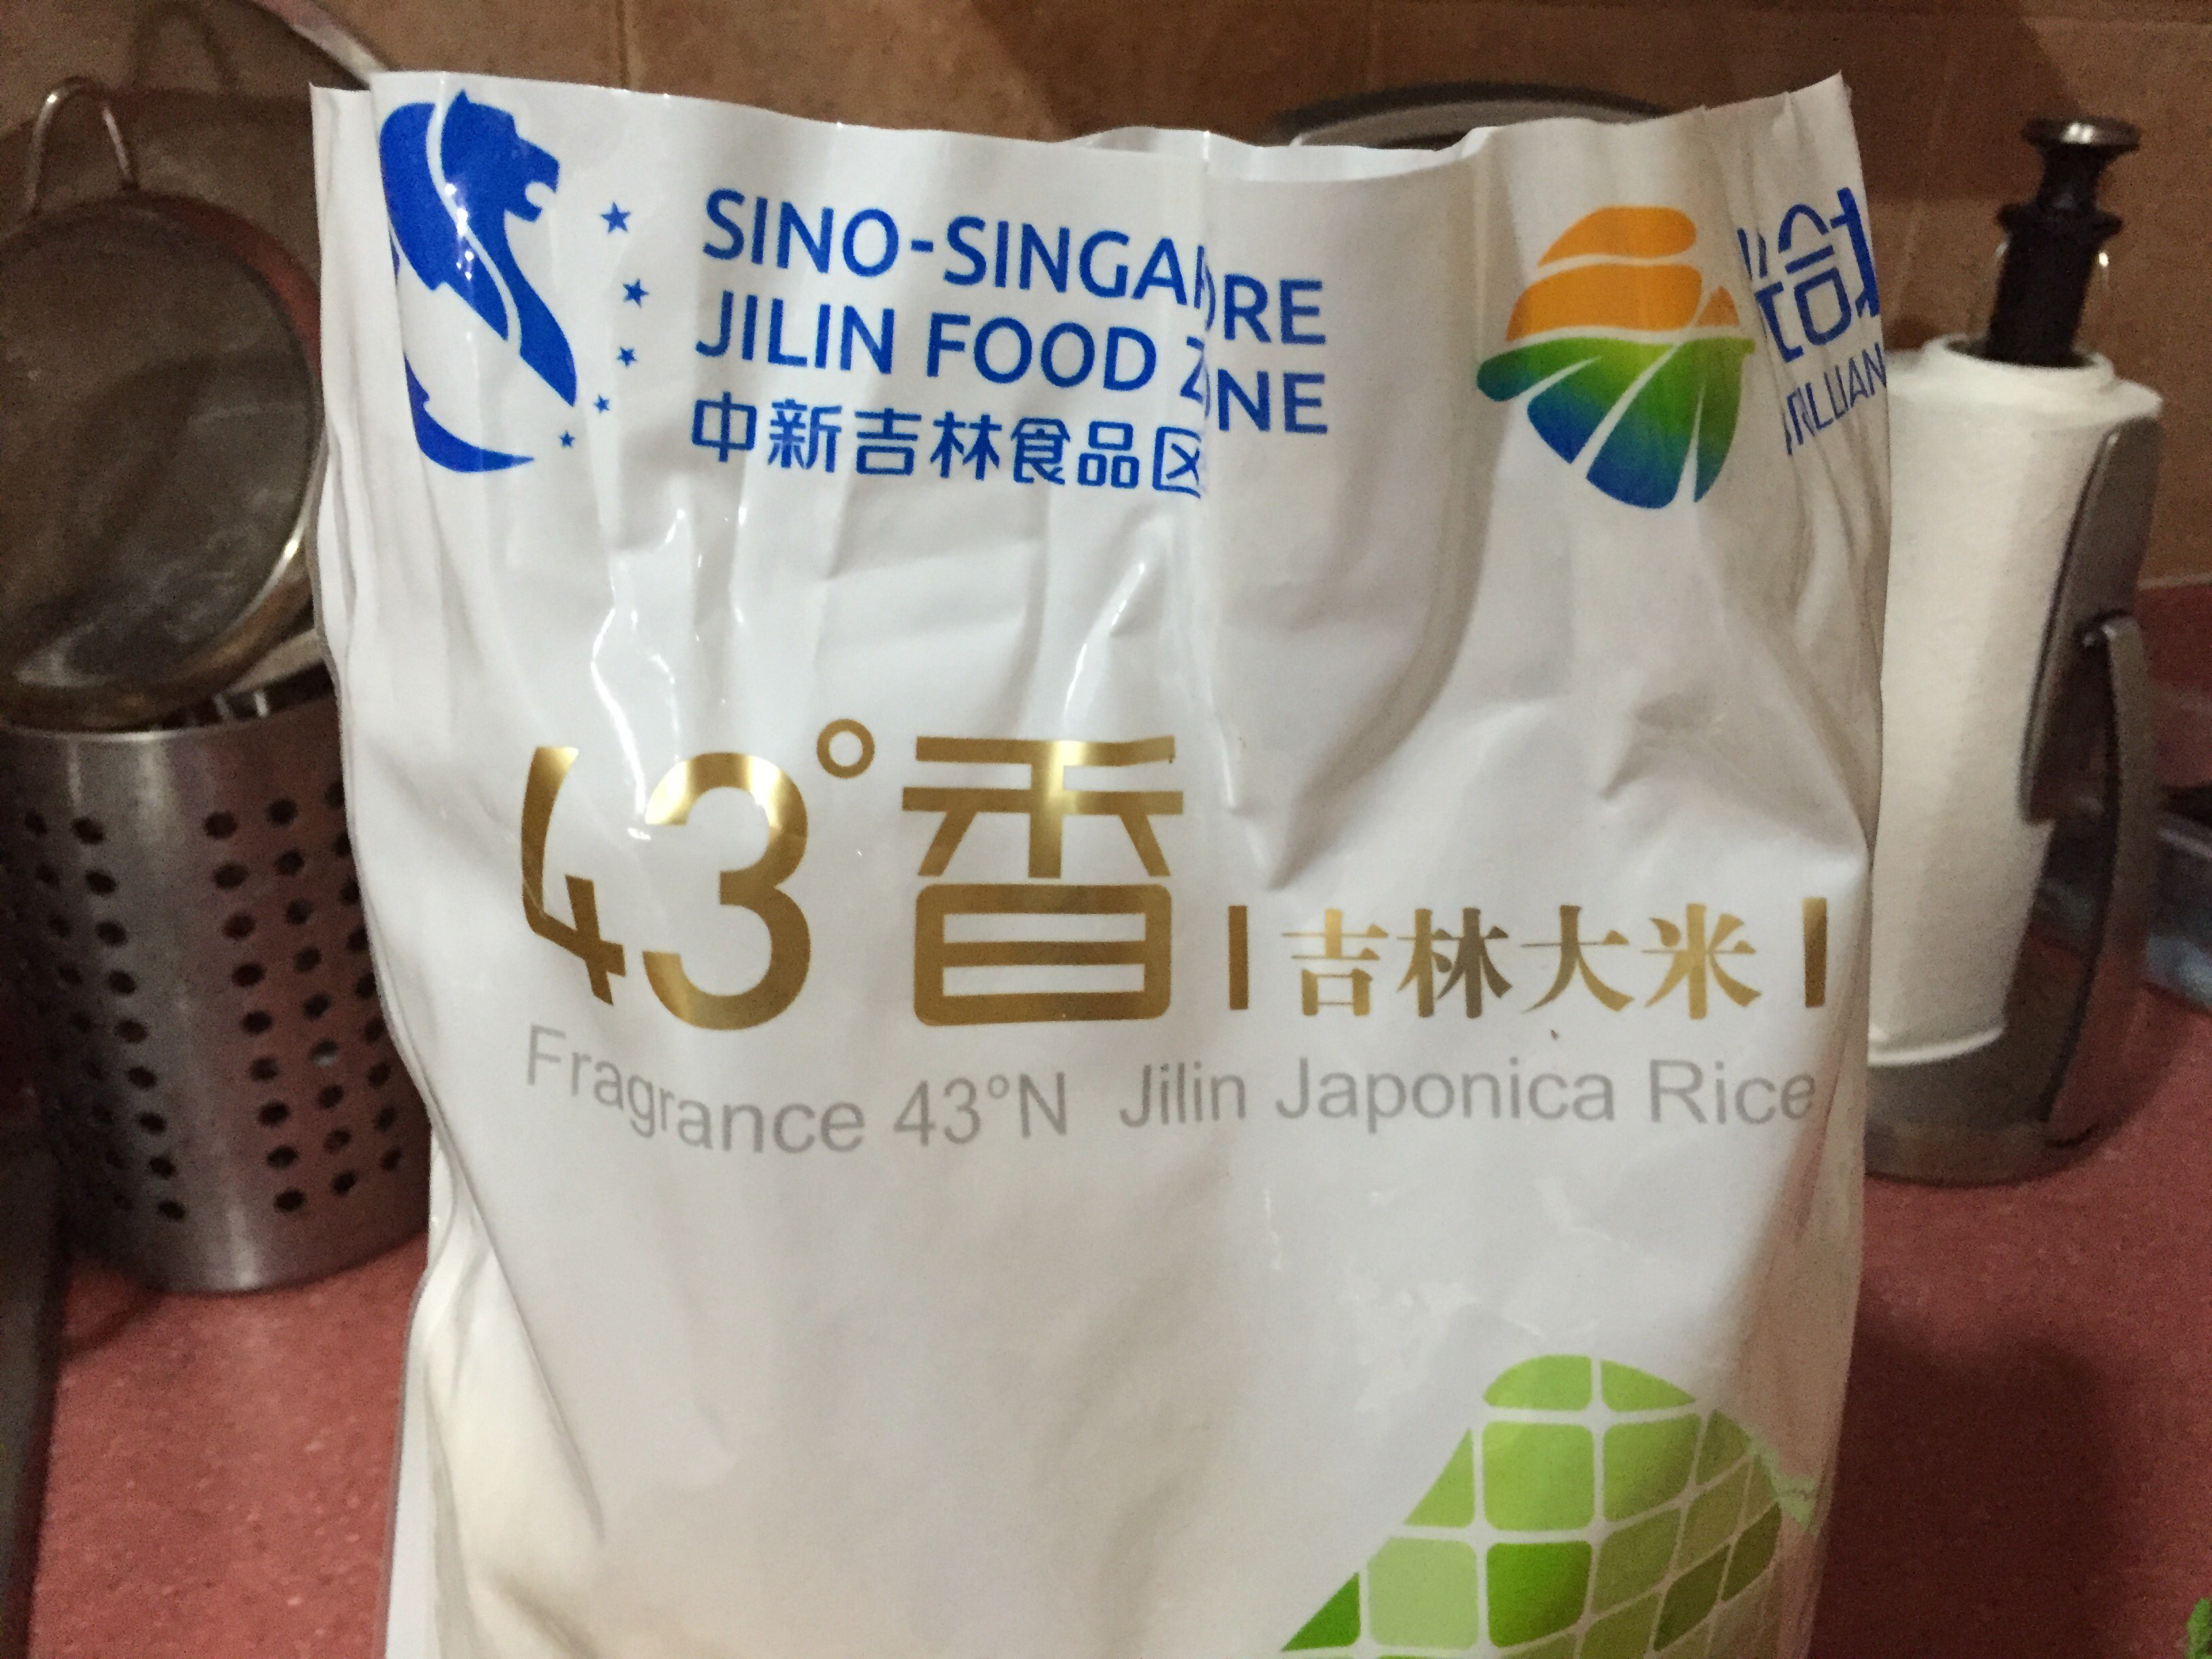 SINO-SINGAPORE
JILIN FOOD ZONE
中新吉林食品区
43°香
吉林大米
Fragrance 43°N Jilin Japonica Rice